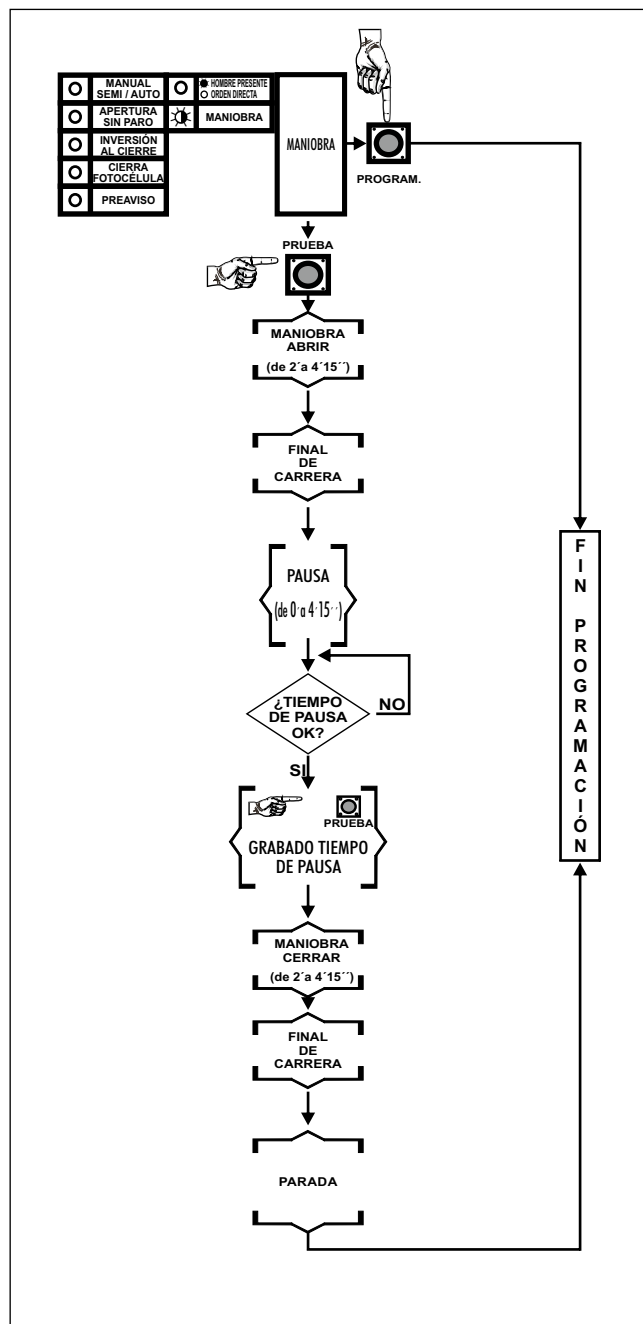 MANUAL
SEMI / AUTO
: HOMBRE PRESENTE
ORDEN DIRECTA
APERTURA
SIN PARO
MANIOBRA
INVERSIÓN
AL CIERRE
CIERRA
FOTOCÉLULA
PREAVISO
MANIOBRA
PROGRAM.
PRUEBA
MANIOBRA
ABRIR
(de 2´a 4´15´´)
FINAL
DE
CARRERA
PAUSA
(de 0´a 4´15´´)
¿TIEMPO
DE PAUSA
OK?
NO
SI
PRUEBA
GRABADO TIEMPO
DE PAUSA
MANIOBRA
CERRAR
(de 2´a 4´15´´)
FINAL
DE
CARRERA
PARADA
FIN PROGRAMACIÓN